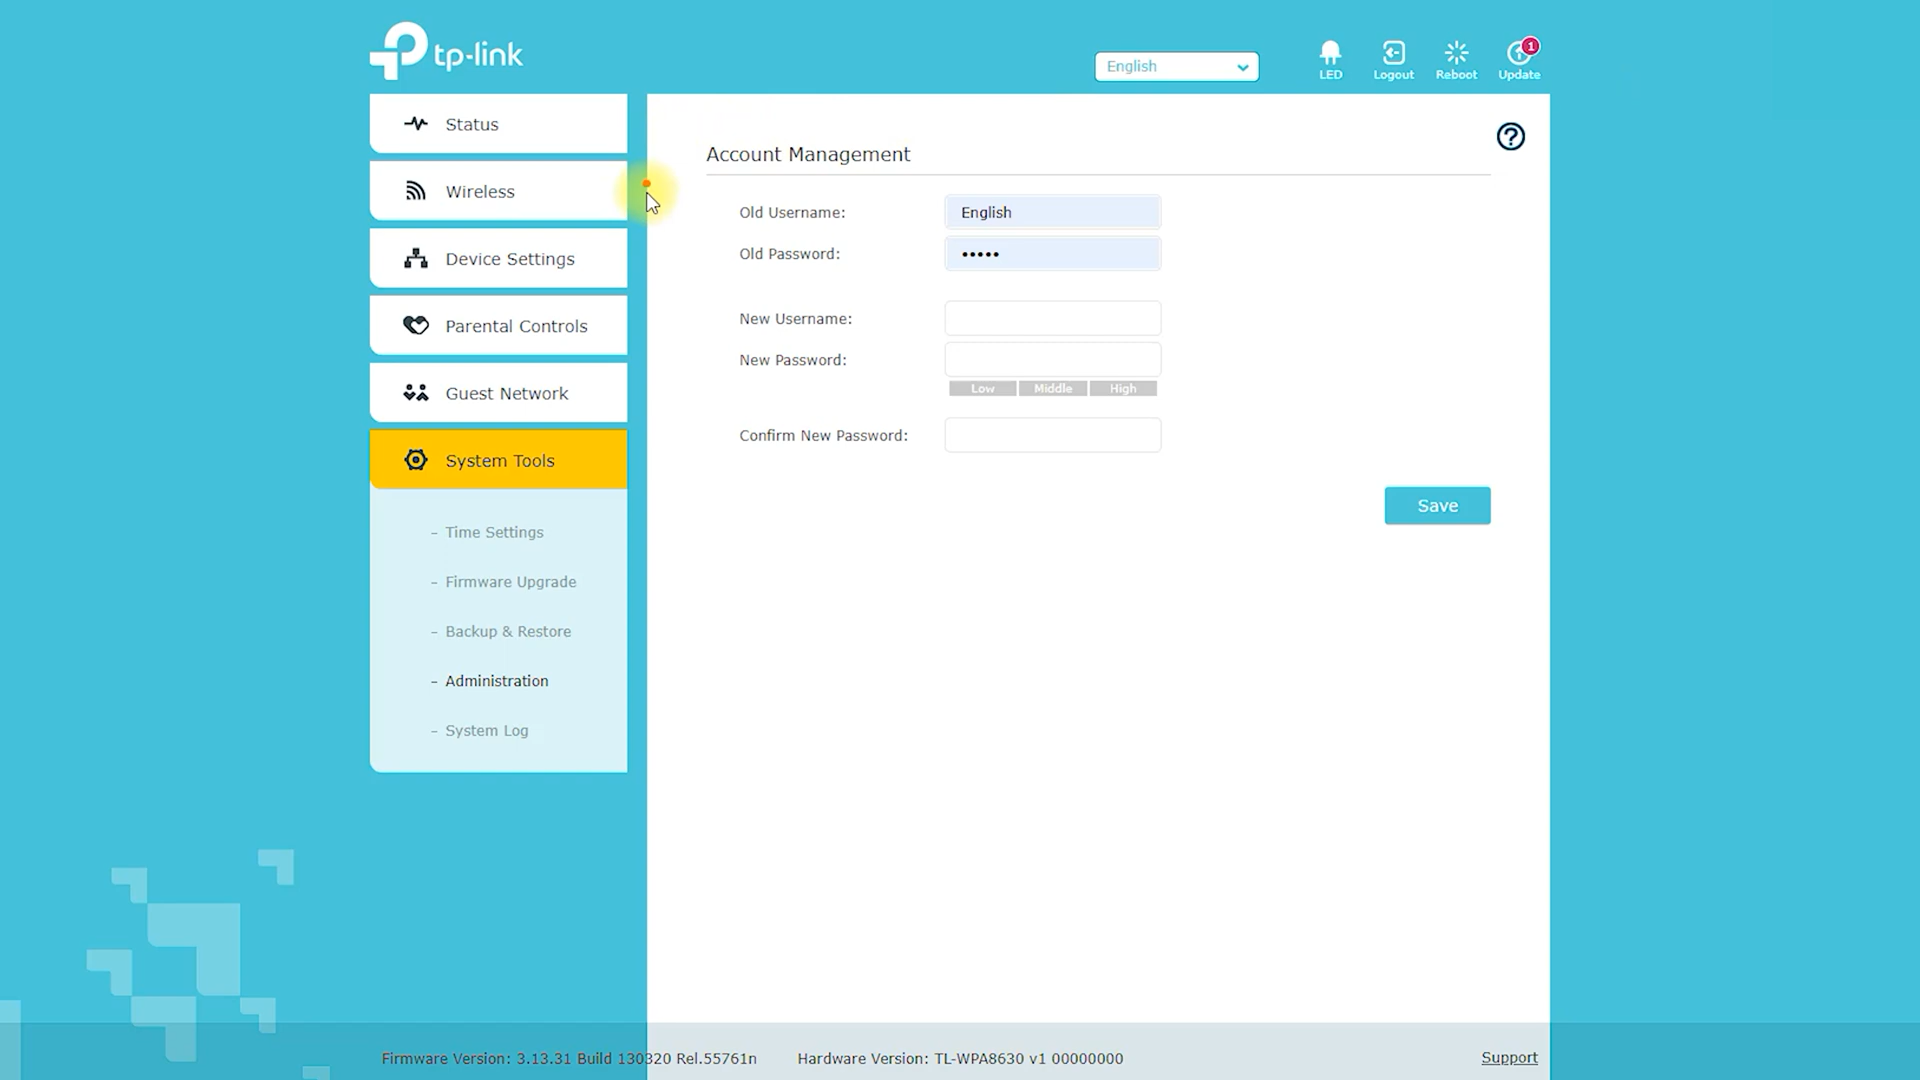 tp-link
English
LED
Logout
Reboot
1
Update
Status
Wireless
Device Settings
Parental Controls
Guest Network
System Tools
- Time Settings
- Firmware Upgrade
- Backup & Restore
- Administration
- System Log
?
Account Management
Old Username: English
Old Password: •••••
New Username:
New Password:
Low Middle High
Confirm New Password:
Save
Firmware Version: 3.13.31 Build 130320 Rel.55761n Hardware Version: TL-WPA8630 v1 00000000 Support